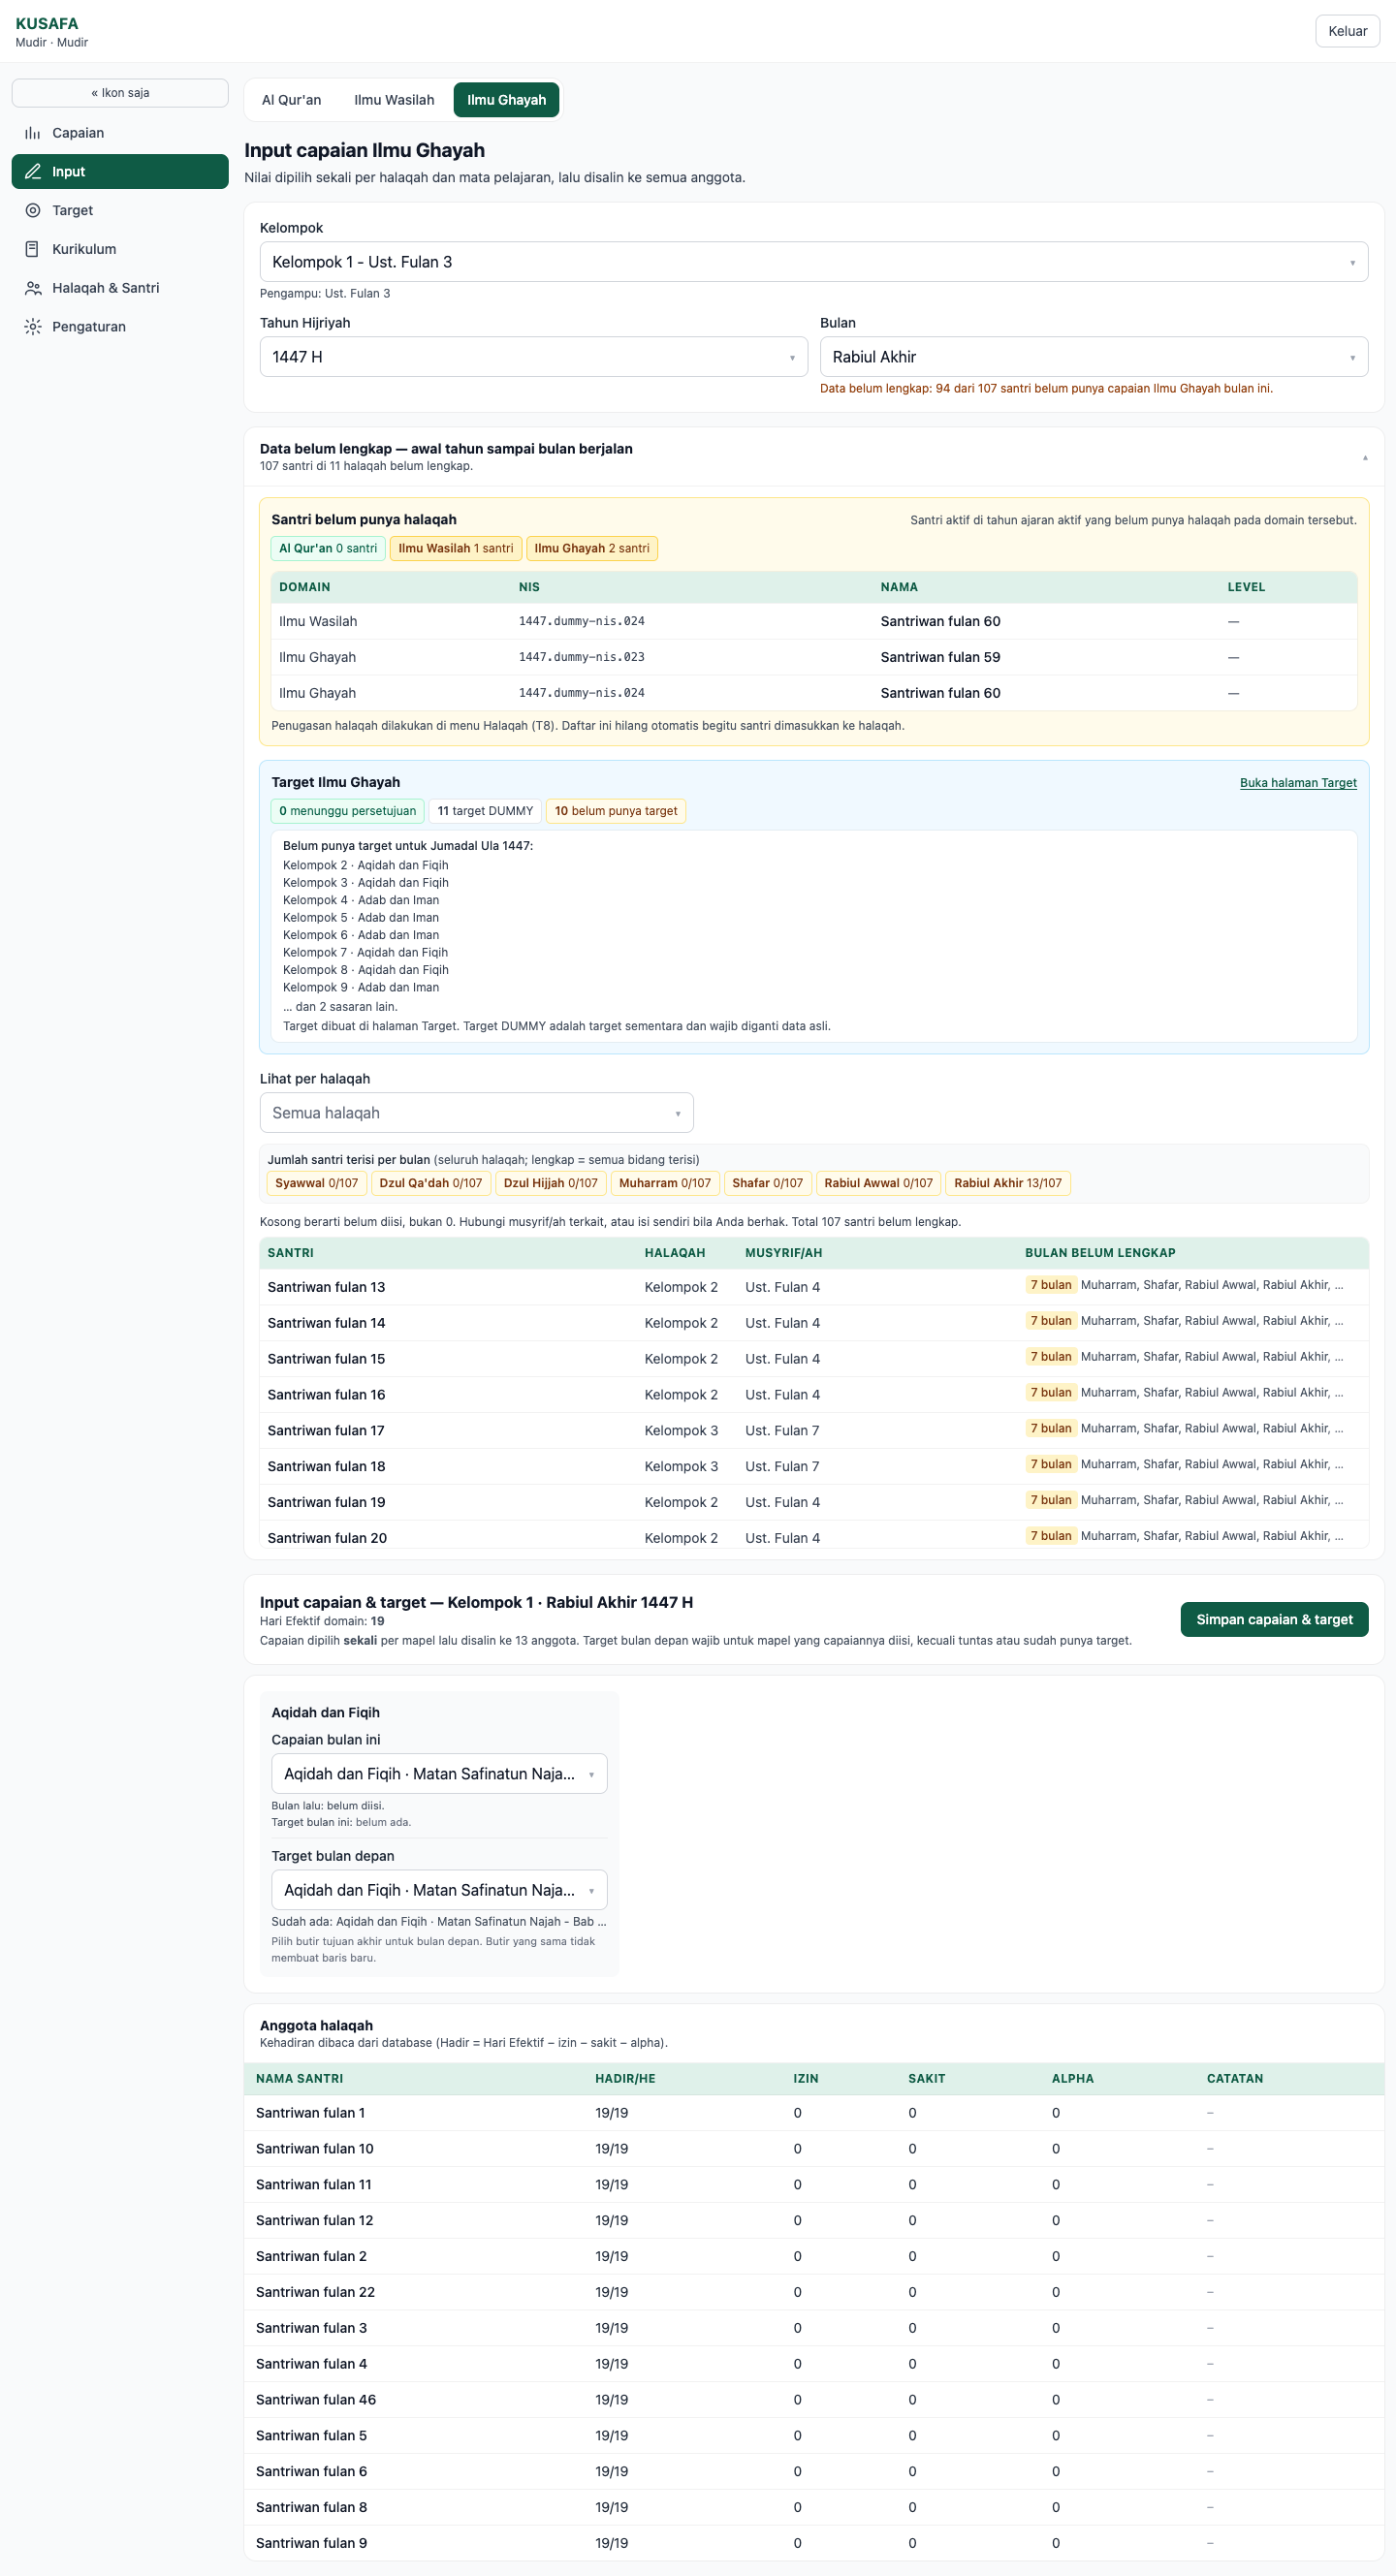 KUSAFA
Mudir · Mudir
Keluar
« Ikon saja
Capaian
Input
Target
Kurikulum
Halaqah & Santri
Pengaturan
Al Qur'an
Ilmu Wasilah
Ilmu Ghayah
Input capaian Ilmu Ghayah
Nilai dipilih sekali per halaqah dan mata pelajaran, lalu disalin ke semua anggota.
Kelompok
Kelompok 1 - Ust. Fulan 3
Pengampu: Ust. Fulan 3
Tahun Hijriyah
Bulan
1447 H
Rabiul Akhir
Data belum lengkap: 94 dari 107 santri belum punya capaian Ilmu Ghayah bulan ini.
Data belum lengkap — awal tahun sampai bulan berjalan
107 santri di 11 halaqah belum lengkap.
Santri belum punya halaqah
Santri aktif di tahun ajaran aktif yang belum punya halaqah pada domain tersebut.
Al Qur'an 0 santri
Ilmu Wasilah 1 santri
Ilmu Ghayah 2 santri
DOMAIN NIS NAMA LEVEL
Ilmu Wasilah 1447.dummy-nis.024 Santriwan fulan 60 —
Ilmu Ghayah 1447.dummy-nis.023 Santriwan fulan 59 —
Ilmu Ghayah 1447.dummy-nis.024 Santriwan fulan 60 —
Penugasan halaqah dilakukan di menu Halaqah (T8). Daftar ini hilang otomatis begitu santri dimasukkan ke halaqah.
Target Ilmu Ghayah
Buka halaman Target
0 menunggu persetujuan
11 target DUMMY
10 belum punya target
Belum punya target untuk Jumadal Ula 1447:
Kelompok 2 · Aqidah dan Fiqih
Kelompok 3 · Aqidah dan Fiqih
Kelompok 4 · Adab dan Iman
Kelompok 5 · Adab dan Iman
Kelompok 6 · Adab dan Iman
Kelompok 7 · Aqidah dan Fiqih
Kelompok 8 · Aqidah dan Fiqih
Kelompok 9 · Adab dan Iman
... dan 2 sasaran lain.
Target dibuat di halaman Target. Target DUMMY adalah target sementara dan wajib diganti data asli.
Lihat per halaqah
Semua halaqah
Jumlah santri terisi per bulan (seluruh halaqah; lengkap = semua bidang terisi)
Syawwal 0/107
Dzul Qa'dah 0/107
Dzul Hijjah 0/107
Muharram 0/107
Shafar 0/107
Rabiul Awwal 0/107
Rabiul Akhir 13/107
Kosong berarti belum diisi, bukan 0. Hubungi musyrif/ah terkait, atau isi sendiri bila Anda berhak. Total 107 santri belum lengkap.
SANTRI HALAQAH MUSYRIF/AH BULAN BELUM LENGKAP
Santriwan fulan 13 Kelompok 2 Ust. Fulan 4 7 bulan Muharram, Shafar, Rabiul Awwal, Rabiul Akhir, ...
Santriwan fulan 14 Kelompok 2 Ust. Fulan 4 7 bulan Muharram, Shafar, Rabiul Awwal, Rabiul Akhir, ...
Santriwan fulan 15 Kelompok 2 Ust. Fulan 4 7 bulan Muharram, Shafar, Rabiul Awwal, Rabiul Akhir, ...
Santriwan fulan 16 Kelompok 2 Ust. Fulan 4 7 bulan Muharram, Shafar, Rabiul Awwal, Rabiul Akhir, ...
Santriwan fulan 17 Kelompok 3 Ust. Fulan 7 7 bulan Muharram, Shafar, Rabiul Awwal, Rabiul Akhir, ...
Santriwan fulan 18 Kelompok 3 Ust. Fulan 7 7 bulan Muharram, Shafar, Rabiul Awwal, Rabiul Akhir, ...
Santriwan fulan 19 Kelompok 2 Ust. Fulan 4 7 bulan Muharram, Shafar, Rabiul Awwal, Rabiul Akhir, ...
Santriwan fulan 20 Kelompok 2 Ust. Fulan 4 7 bulan Muharram, Shafar, Rabiul Awwal, Rabiul Akhir, ...
Input capaian & target — Kelompok 1 · Rabiul Akhir 1447 H
Hari Efektif domain: 19
Capaian dipilih sekali per mapel lalu disalin ke 13 anggota. Target bulan depan wajib untuk mapel yang capaiannya diisi, kecuali tuntas atau sudah punya target.
Simpan capaian & target
Aqidah dan Fiqih
Capaian bulan ini
Aqidah dan Fiqih · Matan Safinatun Naja...
Bulan lalu: belum diisi.
Target bulan ini: belum ada.
Target bulan depan
Aqidah dan Fiqih · Matan Safinatun Naja...
Sudah ada: Aqidah dan Fiqih · Matan Safinatun Najah - Bab ...
Pilih butir tujuan akhir untuk bulan depan. Butir yang sama tidak
membuat baris baru.
Anggota halaqah
Kehadiran dibaca dari database (Hadir = Hari Efektif − izin − sakit − alpha).
NAMA SANTRI HADIR/HE IZIN SAKIT ALPHA CATATAN
Santriwan fulan 1 19/19 0 0 0 –
Santriwan fulan 10 19/19 0 0 0 –
Santriwan fulan 11 19/19 0 0 0 –
Santriwan fulan 12 19/19 0 0 0 –
Santriwan fulan 2 19/19 0 0 0 –
Santriwan fulan 22 19/19 0 0 0 –
Santriwan fulan 3 19/19 0 0 0 –
Santriwan fulan 4 19/19 0 0 0 –
Santriwan fulan 46 19/19 0 0 0 –
Santriwan fulan 5 19/19 0 0 0 –
Santriwan fulan 6 19/19 0 0 0 –
Santriwan fulan 8 19/19 0 0 0 –
Santriwan fulan 9 19/19 0 0 0 –